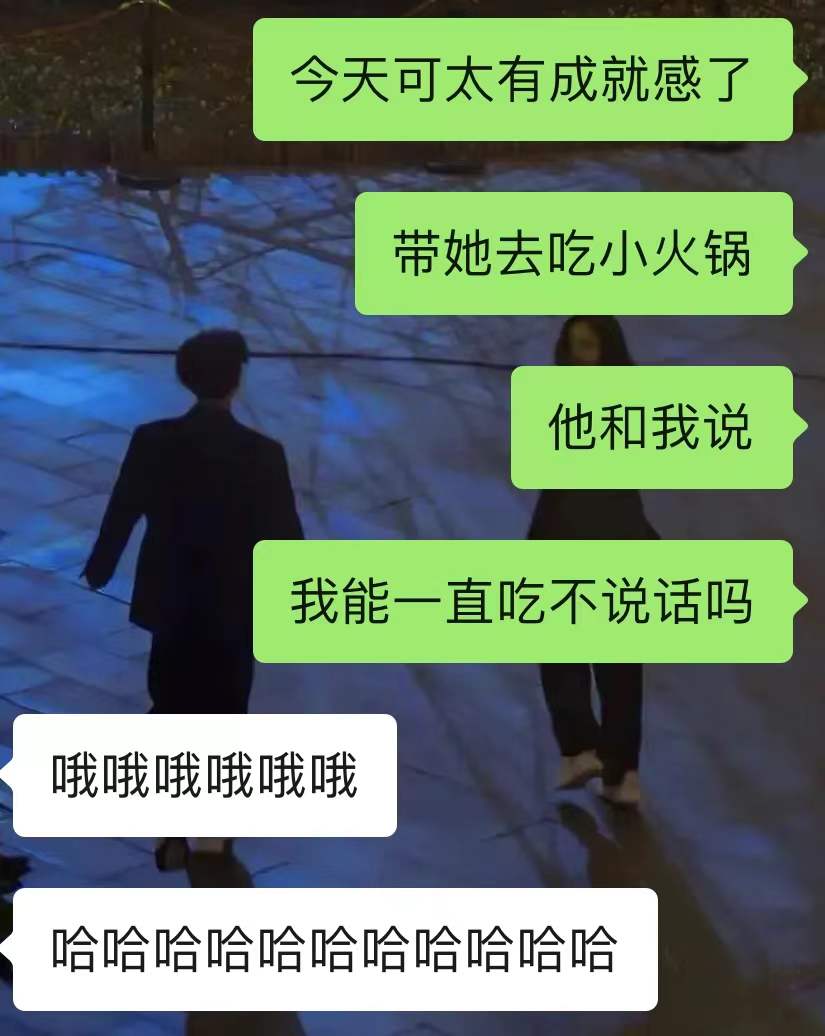 今天可太有成就感了
带她去吃小火锅
他和我说
我能一直吃不说话吗
哦哦哦哦哦哦
哈哈哈哈哈哈哈哈哈哈哈